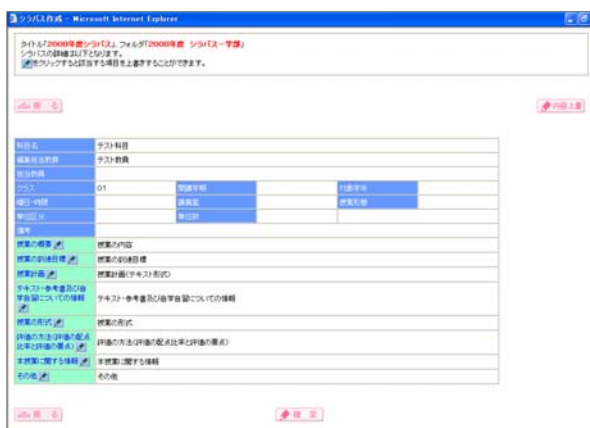 シラバス作成 - Microsoft Internet Explorer
タイトル「2008年度シラバス」、フォルダ「2008年度 シラバス－学部」
シラバスの詳細は以下となります。
をクリックすると該当する項目を上書きすることができます。
戻 る
内容上書
科目名 テスト科目
編集担当教員 テスト教員
担当教員
クラス 01 開講学期 対象学年
曜日・時限 講義室 授業形態
単位区分 単位数
備考
授業の概要 授業の内容
授業の到達目標 授業の到達目標
授業計画 授業計画(テキスト形式)
テキスト・参考書及び自
学自習についての情報
テキスト・参考書及び自学自習についての情報
授業の形式 授業の形式
評価の方法(評価の配点
比率と評価の要点)
評価の方法(評価の配点比率と評価の要点)
本授業に関する情報 本授業に関する情報
その他 その他
戻 る
確 定